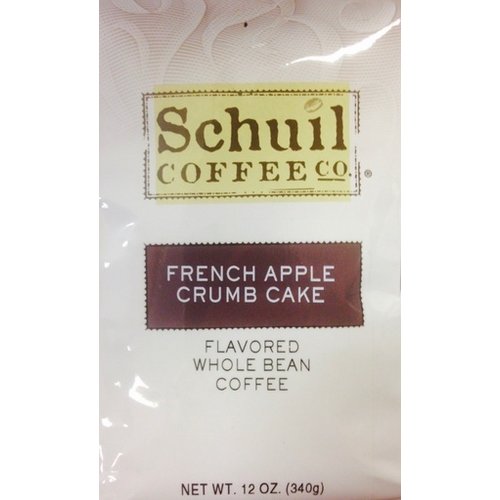 Schuil
COFFEE CO.®
FRENCH APPLE
CRUMB CAKE
FLAVORED
WHOLE BEAN
COFFEE
NET WT. 12 OZ. (340g)